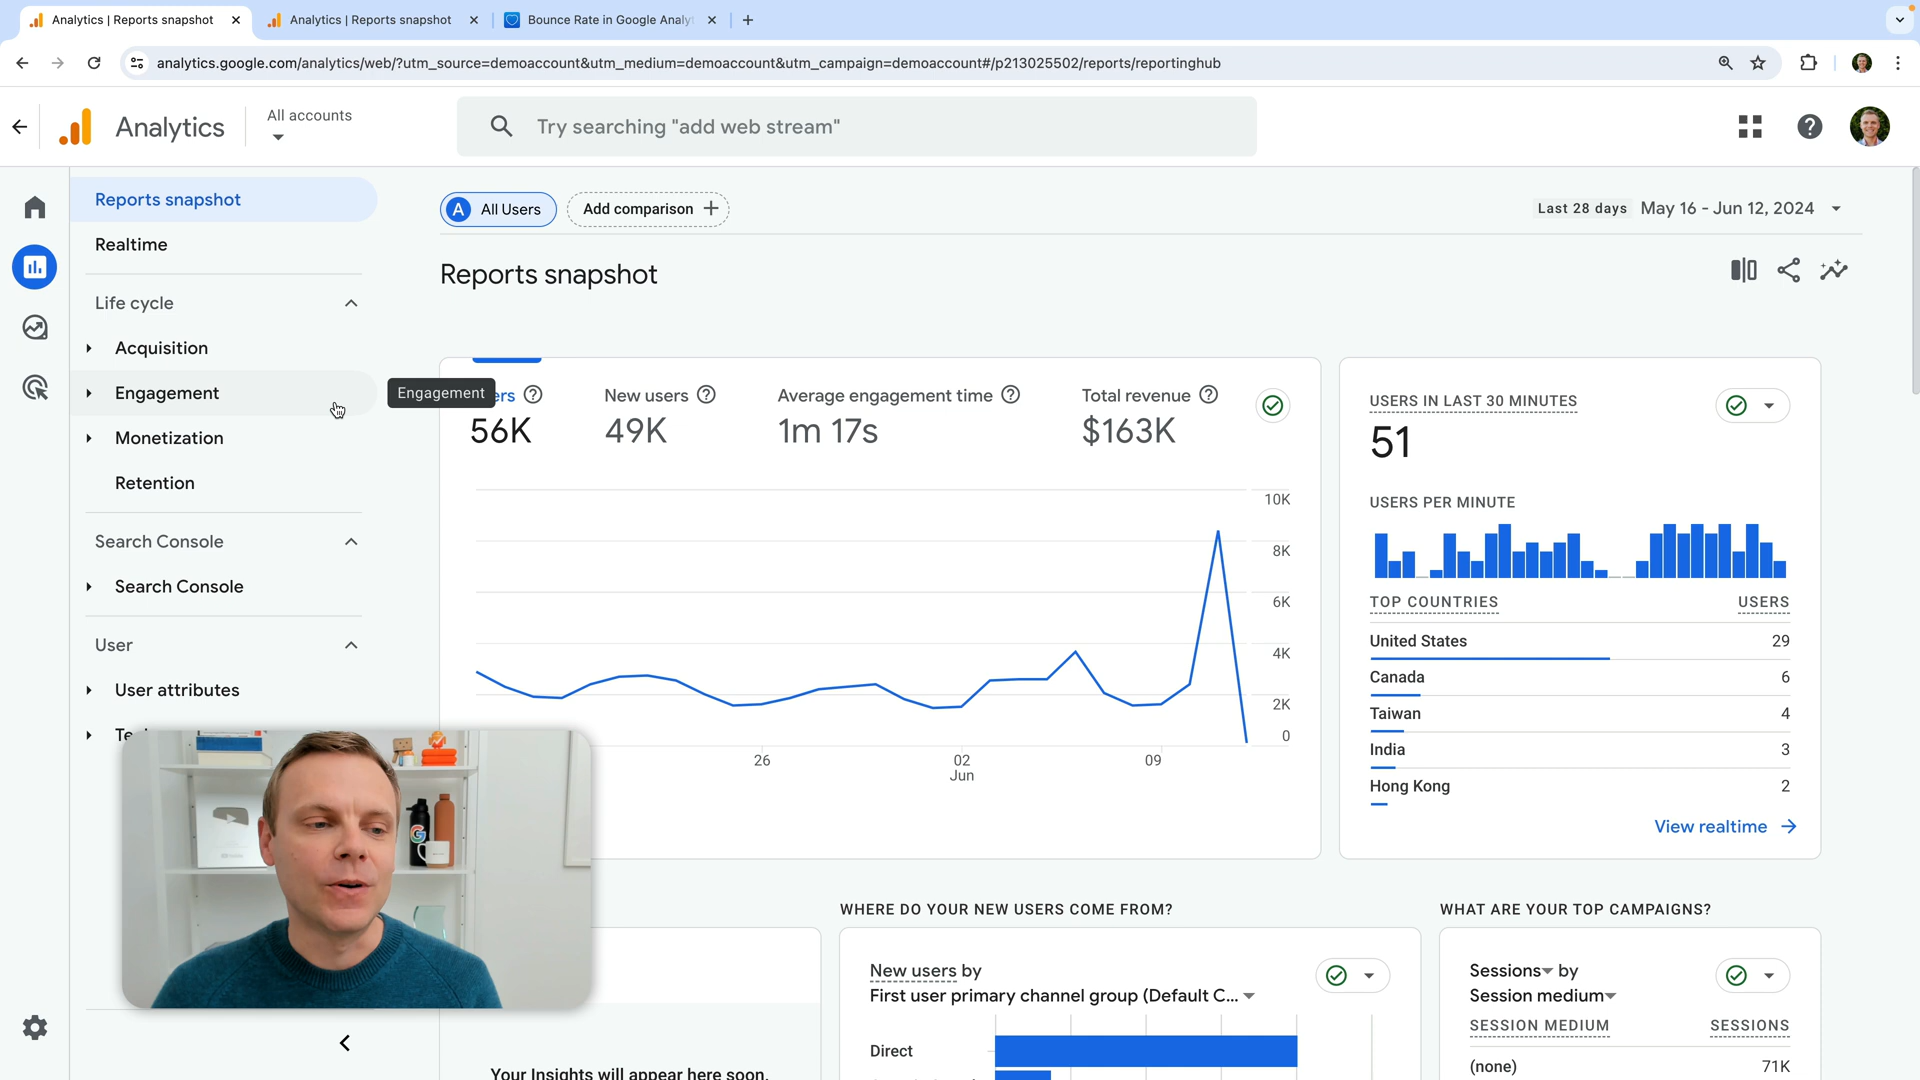 Analytics | Reports snapshot
Analytics | Reports snapshot
Bounce Rate in Google Analyt
analytics.google.com/analytics/web/?utm_source=demoaccount&utm_medium=demoaccount&utm_campaign=demoaccount#/p213025502/reports/reportinghub
Analytics
All accounts
Try searching "add web stream"
Reports snapshot
Realtime
Life cycle
Acquisition
Engagement
Monetization
Retention
Search Console
Search Console
User
User attributes
Te
Engagement
A All Users
Add comparison
Last 28 days May 16 - Jun 12, 2024
Reports snapshot
ers
56K
New users
49K
Average engagement time
1m 17s
Total revenue
$163K
10K
8K
6K
4K
2K
0
26
02
Jun
09
USERS IN LAST 30 MINUTES
51
USERS PER MINUTE
TOP COUNTRIES USERS
United States 29
Canada 6
Taiwan 4
India 3
Hong Kong 2
View realtime
Your Insights will appear here soon.
WHERE DO YOUR NEW USERS COME FROM?
New users by
First user primary channel group (Default C...
Direct
WHAT ARE YOUR TOP CAMPAIGNS?
Sessions by
Session medium
SESSION MEDIUM SESSIONS
(none) 71K